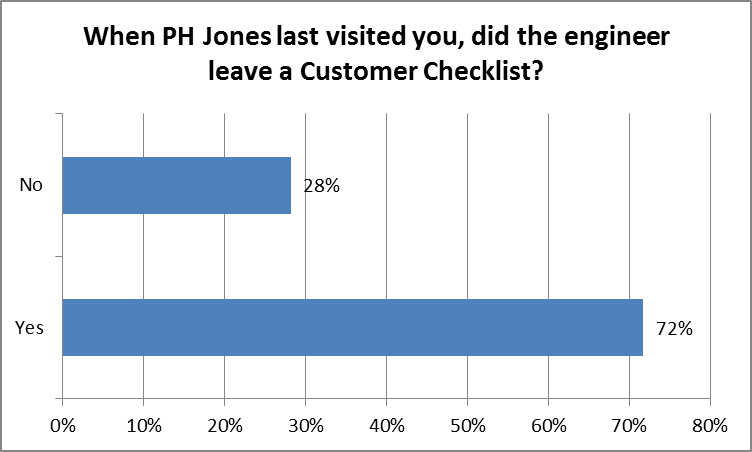 When PH Jones last visited you, did the engineer
leave a Customer Checklist?
No
28%
Yes
72%
0% 10% 20% 30% 40% 50% 60% 70% 80%